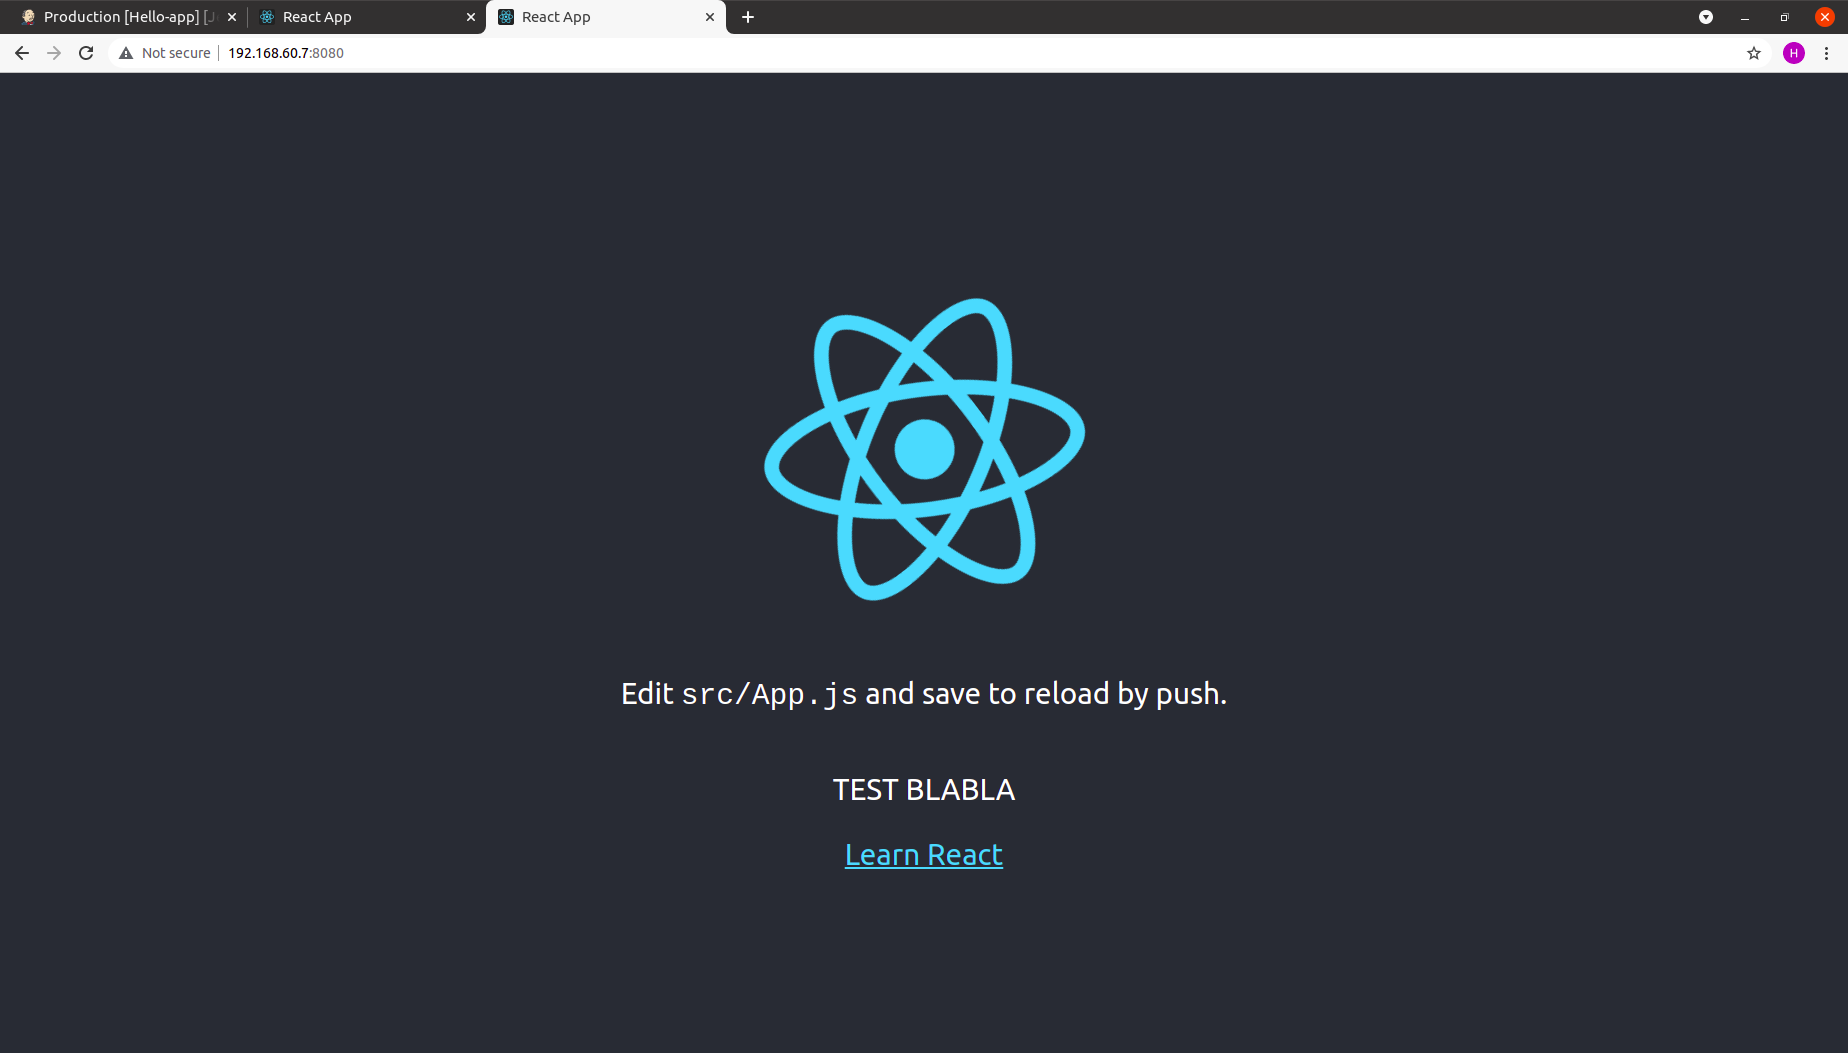 Production [Hello-app] [J
React App
React App
Not secure
192.168.60.7:8080
H
Edit src/App.js and save to reload by push.
TEST BLABLA
Learn React